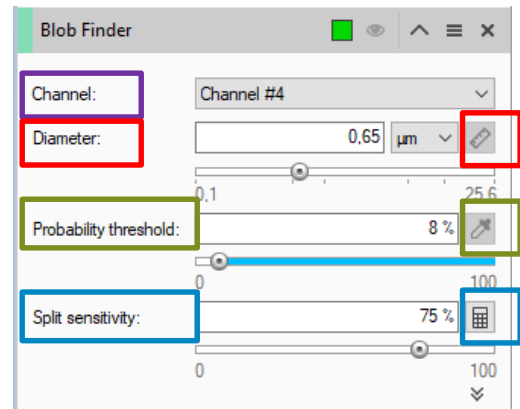 Blob Finder
Channel: Channel #4
Diameter: 0,65 µm
0,1 25,6
Probability threshold: 8 %
0 100
Split sensitivity: 75 %
0 100